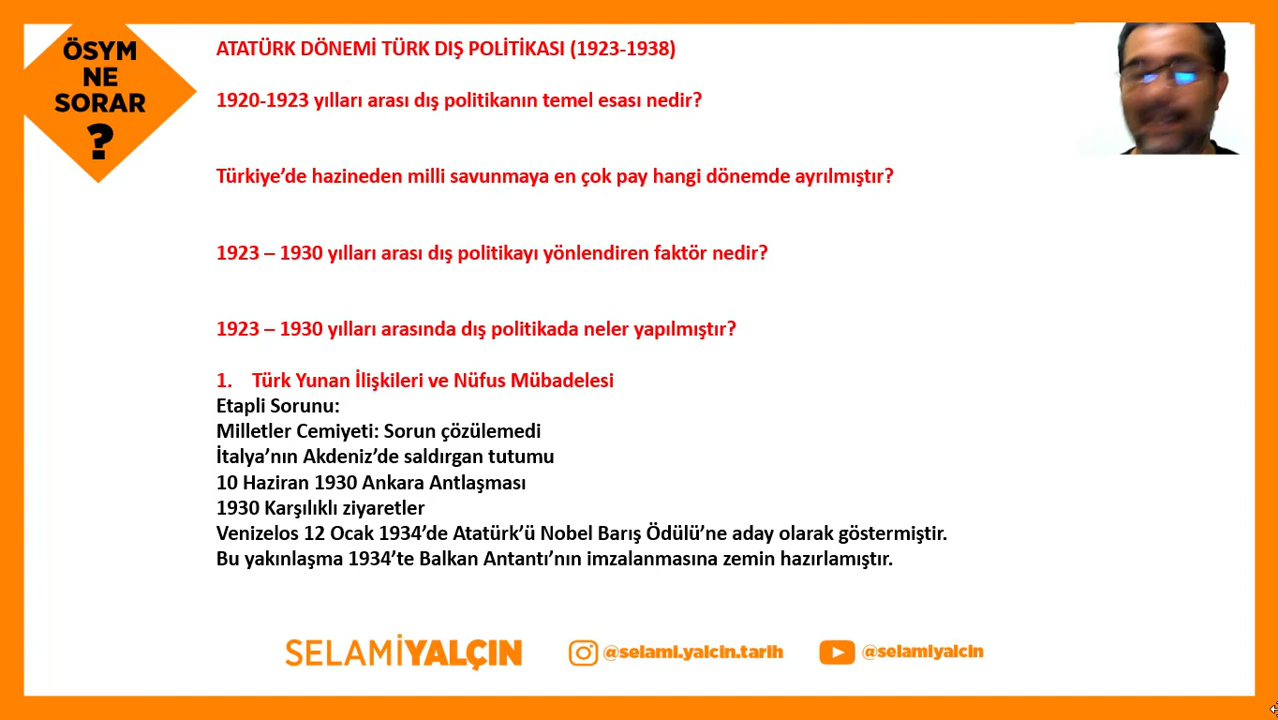 ÖSYM
NE
SORAR
?
ATATÜRK DÖNEMİ TÜRK DIŞ POLİTİKASI (1923-1938)
1920-1923 yılları arası dış politikanın temel esası nedir?
Türkiye’de hazineden milli savunmaya en çok pay hangi dönemde ayrılmıştır?
1923 – 1930 yılları arası dış politikayı yönlendiren faktör nedir?
1923 – 1930 yılları arasında dış politikada neler yapılmıştır?
1. Türk Yunan İlişkileri ve Nüfus Mübadelesi
Etapli Sorunu:
Milletler Cemiyeti: Sorun çözülemedi
İtalya’nın Akdeniz’de saldırgan tutumu
10 Haziran 1930 Ankara Antlaşması
1930 Karşılıklı ziyaretler
Venizelos 12 Ocak 1934’de Atatürk’ü Nobel Barış Ödülü’ne aday olarak göstermiştir.
Bu yakınlaşma 1934’te Balkan Antantı’nın imzalanmasına zemin hazırlamıştır.
SELAMİYALÇIN @selami.yalcin.tarih @selamiyalcin